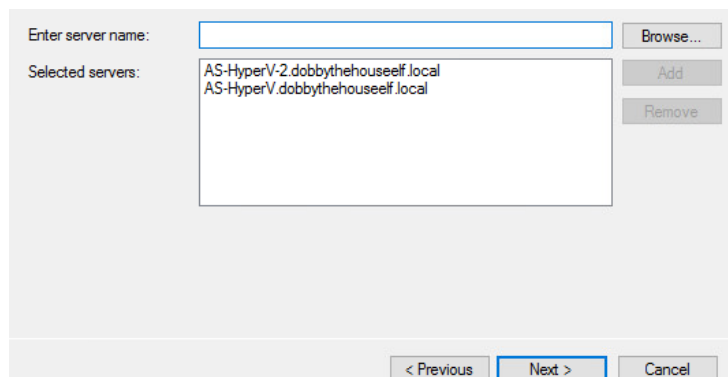 Enter server name:
Browse...
Selected servers:
AS-HyperV-2.dobbythehouseelf.local
AS-HyperV.dobbythehouseelf.local
Add
Remove
< Previous
Next >
Cancel